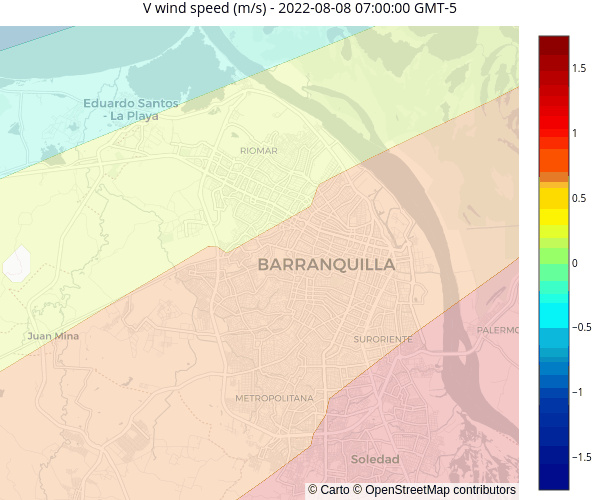 V wind speed (m/s) - 2022-08-08 07:00:00 GMT-5
1.5
Eduardo Santos
- La Playa
1
RIOMAR
0.5
BARRANQUILLA
0
−0.5
Juan Mina
SURORIENTE
PALERMO
−1
METROPOLITANA
−1.5
Soledad
© Carto © OpenStreetMap contributors